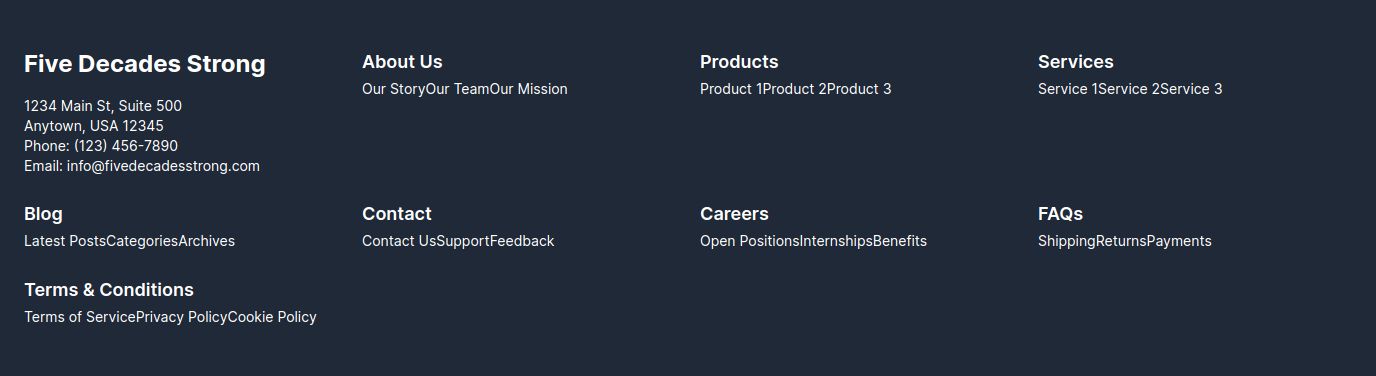 Five Decades Strong
1234 Main St, Suite 500
Anytown, USA 12345
Phone: (123) 456-7890
Email: info@fivedecadesstrong.com
About Us
Our StoryOur TeamOur Mission
Products
Product 1Product 2Product 3
Services
Service 1Service 2Service 3
Blog
Latest PostsCategoriesArchives
Contact
Contact UsSupportFeedback
Careers
Open PositionsInternshipsBenefits
FAQs
ShippingReturnsPayments
Terms & Conditions
Terms of ServicePrivacy PolicyCookie Policy